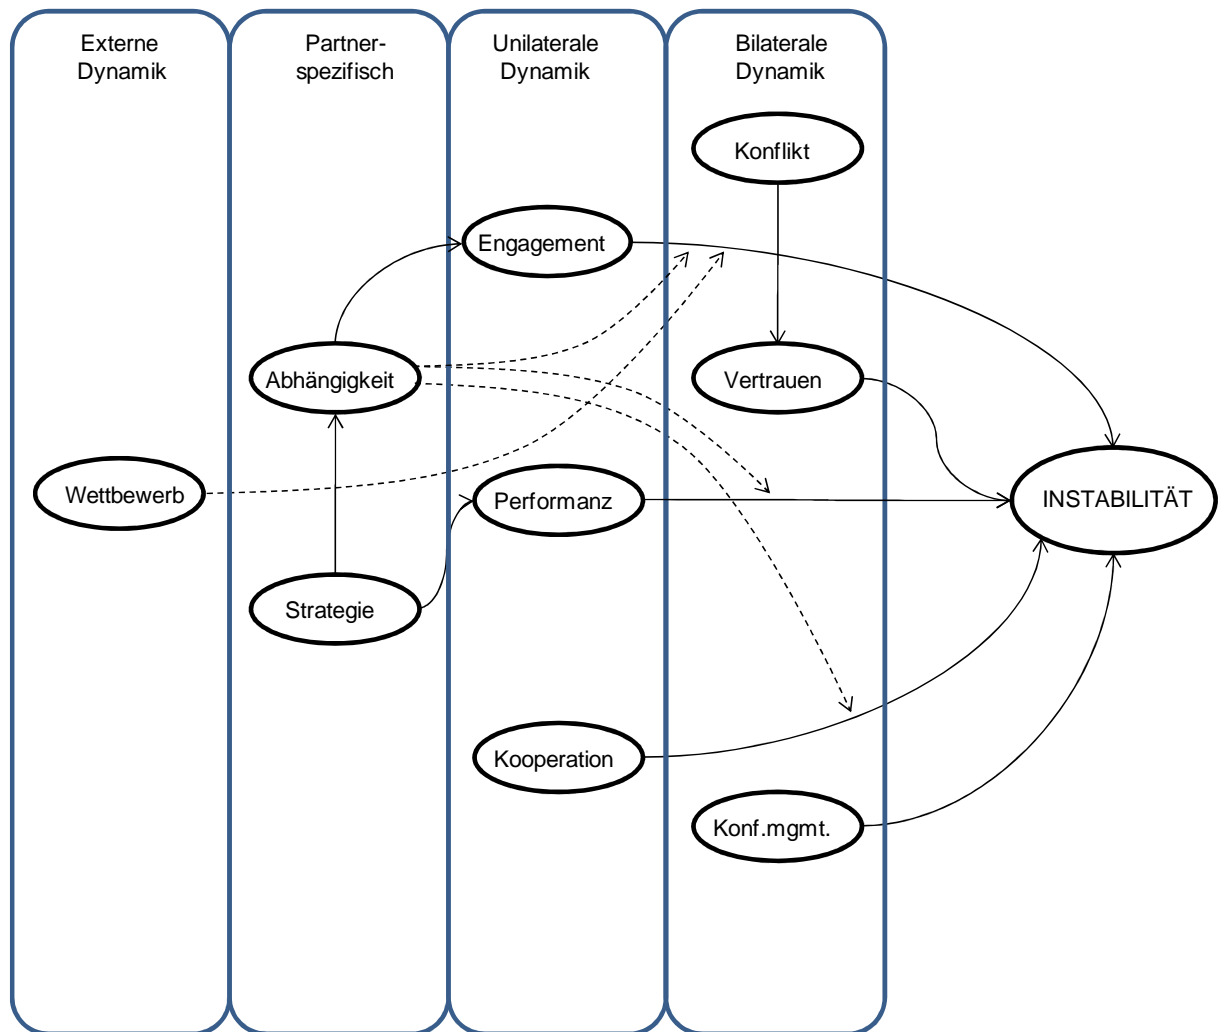 Externe
Dynamik
Partner-
spezifisch
Unilaterale
Dynamik
Bilaterale
Dynamik
Konflikt
Engagement
Abhängigkeit
Vertrauen
Wettbewerb
Performanz
INSTABILITÄT
Strategie
Kooperation
Konf.mgmt.